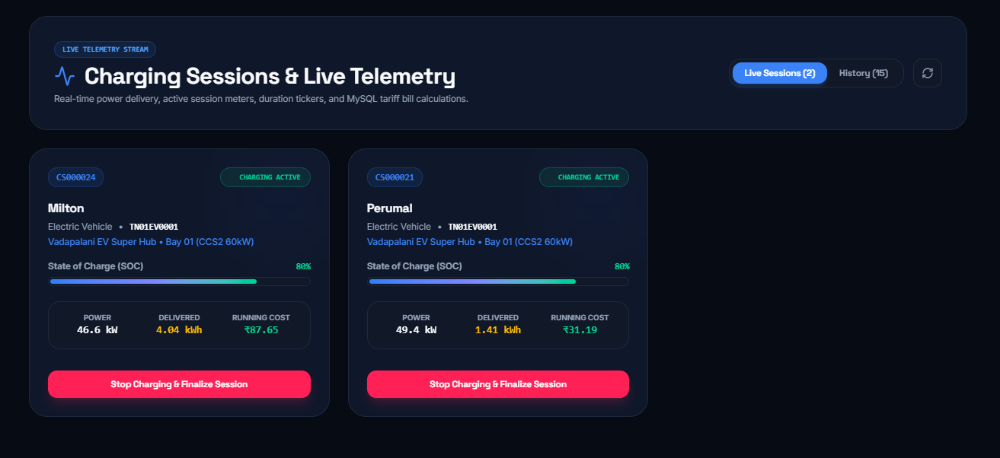 LIVE TELEMETRY STREAM
Charging Sessions & Live Telemetry
Real-time power delivery, active session meters, duration tickers, and MySQL tariff bill calculations.
Live Sessions (2)
History (15)
CS000024
CHARGING ACTIVE
Milton
Electric Vehicle • TN01EV0001
Vadapalani EV Super Hub • Bay 01 (CCS2 60kW)
State of Charge (SOC) 80%
POWER DELIVERED RUNNING COST
46.6 kW 4.04 kWh ₹87.65
Stop Charging & Finalize Session
CS000021
CHARGING ACTIVE
Perumal
Electric Vehicle • TN01EV0001
Vadapalani EV Super Hub • Bay 01 (CCS2 60kW)
State of Charge (SOC) 80%
POWER DELIVERED RUNNING COST
49.4 kW 1.41 kWh ₹31.19
Stop Charging & Finalize Session